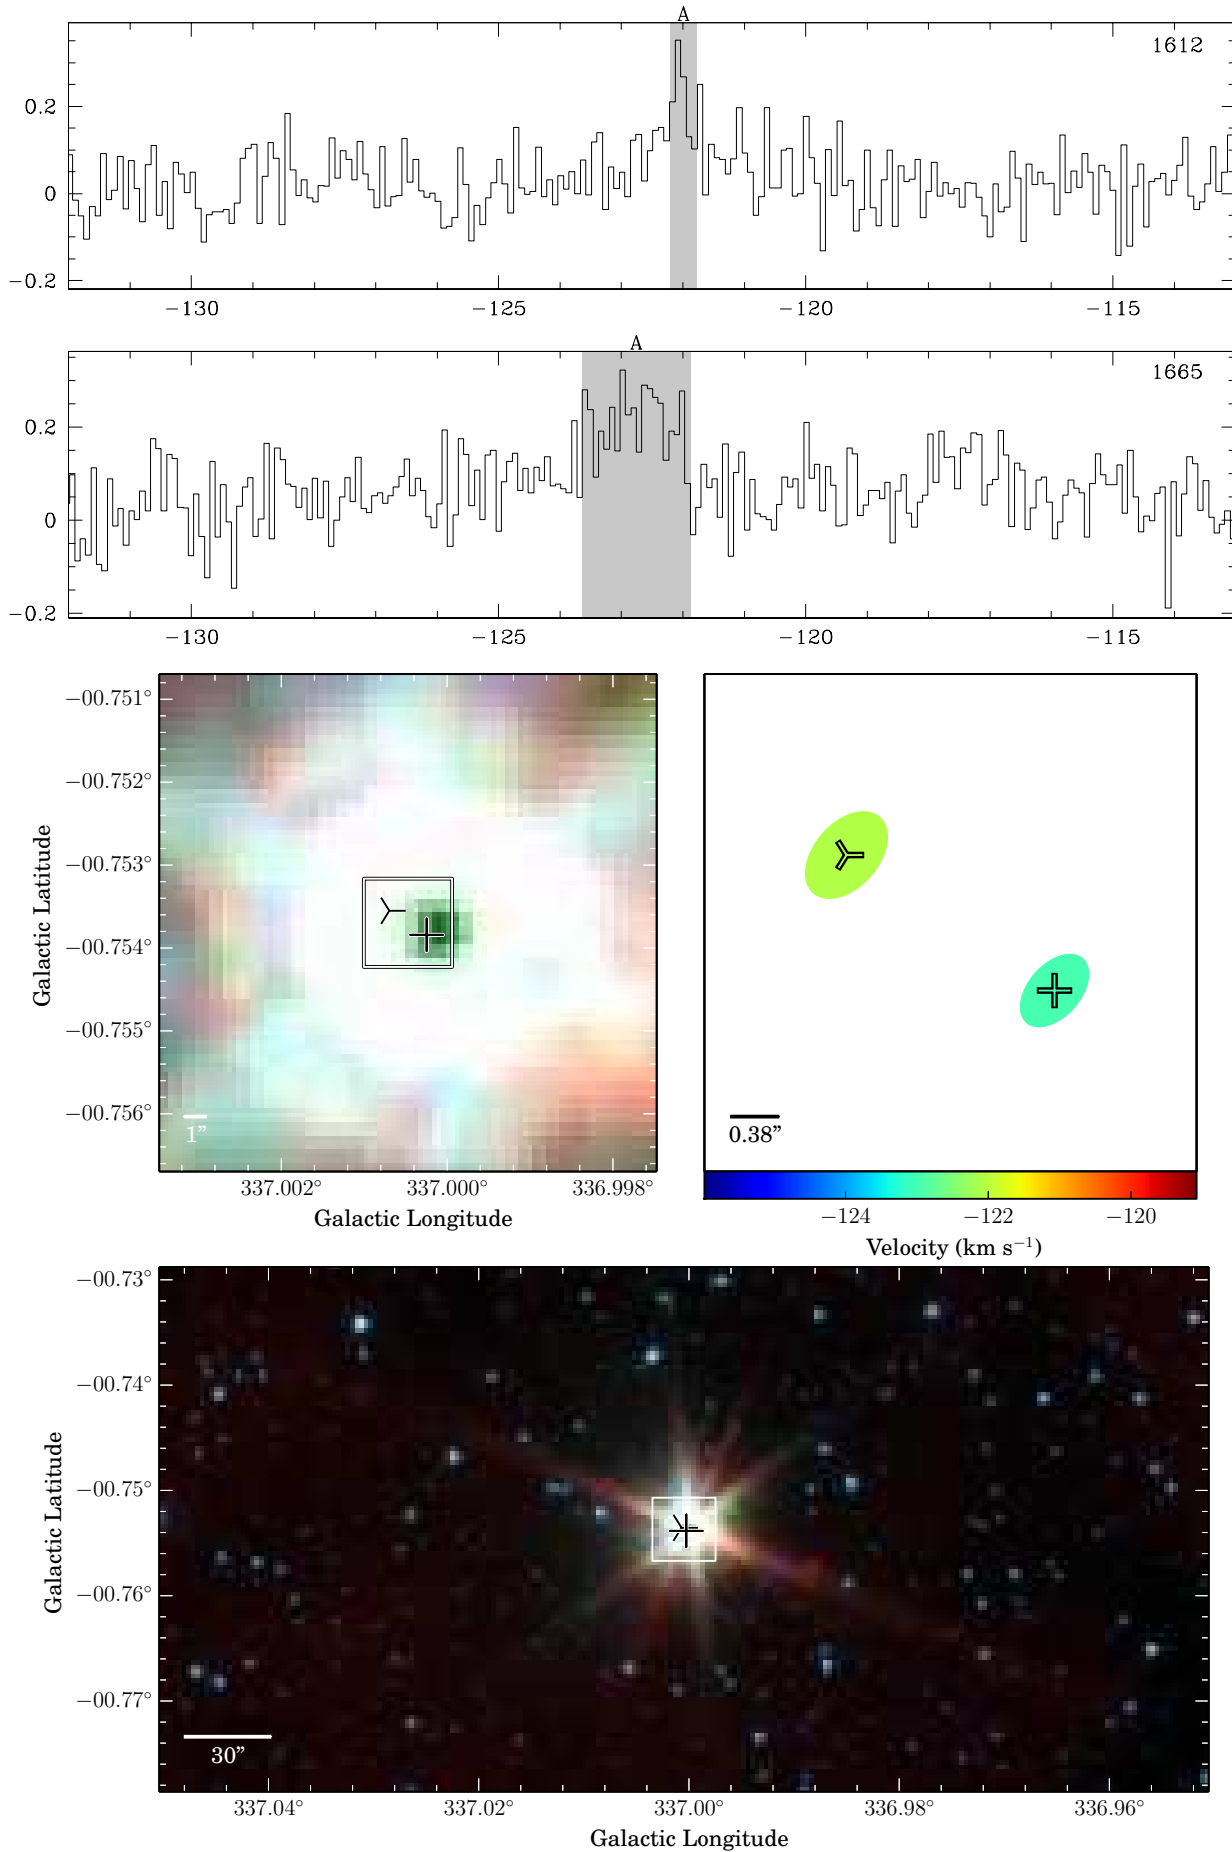 A
1612
0.2
0
−0.2
−130 −125 −120 −115
A
1665
0.2
0
−0.2
−130 −125 −120 −115
−00.751°
−00.752°
−00.753°
−00.754°
−00.755°
−00.756°
Galactic Latitude
1”
337.002° 337.000° 336.998°
Galactic Longitude
0.38”
−124 −122 −120
Velocity (km s−1)
−00.73°
−00.74°
−00.75°
−00.76°
−00.77°
Galactic Latitude
30”
337.04° 337.02° 337.00° 336.98° 336.96°
Galactic Longitude